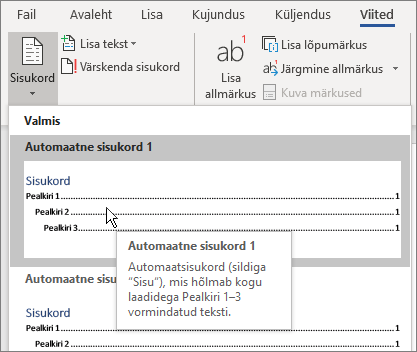 Fail Avaleht Lisa Kujundus Küljendus Viited
Sisukord
Lisa tekst
Värskenda sisukord
ab1
Lisa
allmärkus
Lisa lõpumärkus
Järgmine allmärkus
Kuva märkused
Valmis
Automaatne sisukord 1
Sisukord
Pealkiri 1 1
Pealkiri 2 1
Pealkiri 3 1
Automaatne sisukord 1
Automaatsisukord (sildiga
"Sisu"), mis hõlmab kogu
laadidega Pealkiri 1–3
vormindatud teksti.
Automaatne sisu
Sisukord
Pealkiri 1 1
Pealkiri 2 1